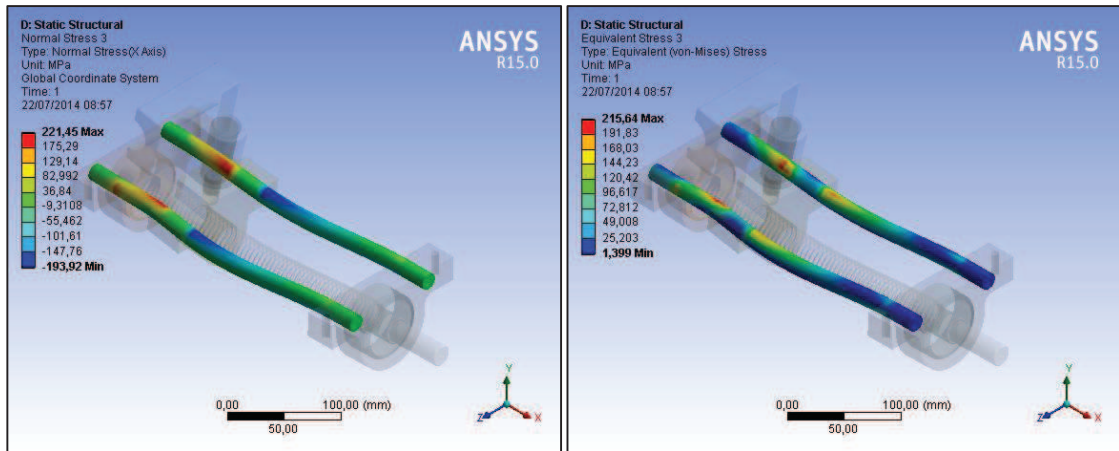 D: Static Structural
Normal Stress 3
Type: Normal Stress(X Axis)
Unit: MPa
Global Coordinate System
Time: 1
22/07/2014 08:57
221,45 Max
175,29
129,14
82,992
36,84
-9,3108
-55,462
-101,61
-147,76
-193,92 Min
ANSYS
R15.0
0,00
100,00 (mm)
50,00
Y
Z
X
D: Static Structural
Equivalent Stress 3
Type: Equivalent (von-Mises) Stress
Unit: MPa
Time: 1
22/07/2014 08:57
215,64 Max
191,83
168,03
144,23
120,42
96,617
72,812
49,008
25,203
1,399 Min
ANSYS
R15.0
0,00
100,00 (mm)
50,00
Y
Z
X